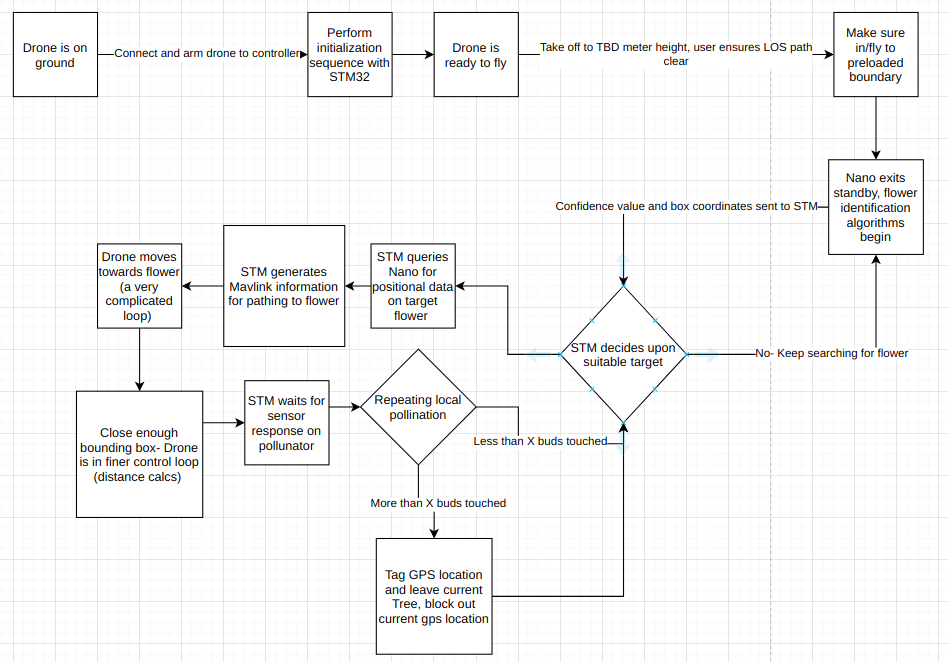 Drone is on
ground
Connect and arm drone to controller
Perform
initialization
sequence with
STM32
Drone is
ready to fly
Take off to TBD meter height, user ensures LOS path
clear
Make sure
in/fly to
preloaded
boundary
Nano exits
standby, flower
identification
algorithms
begin
Confidence value and box coordinates sent to STM
Drone moves
towards flower
(a very
complicated
loop)
STM generates
Mavlink information
for pathing to flower
STM queries
Nano for
positional data
on target
flower
STM decides upon
suitable target
No- Keep searching for flower
Close enough
bounding box- Drone
is in finer control loop
(distance calcs)
STM waits for
sensor
response on
pollunator
Repeating local
pollination
Less than X buds touched
More than X buds touched
Tag GPS location
and leave current
Tree, block out
current gps location